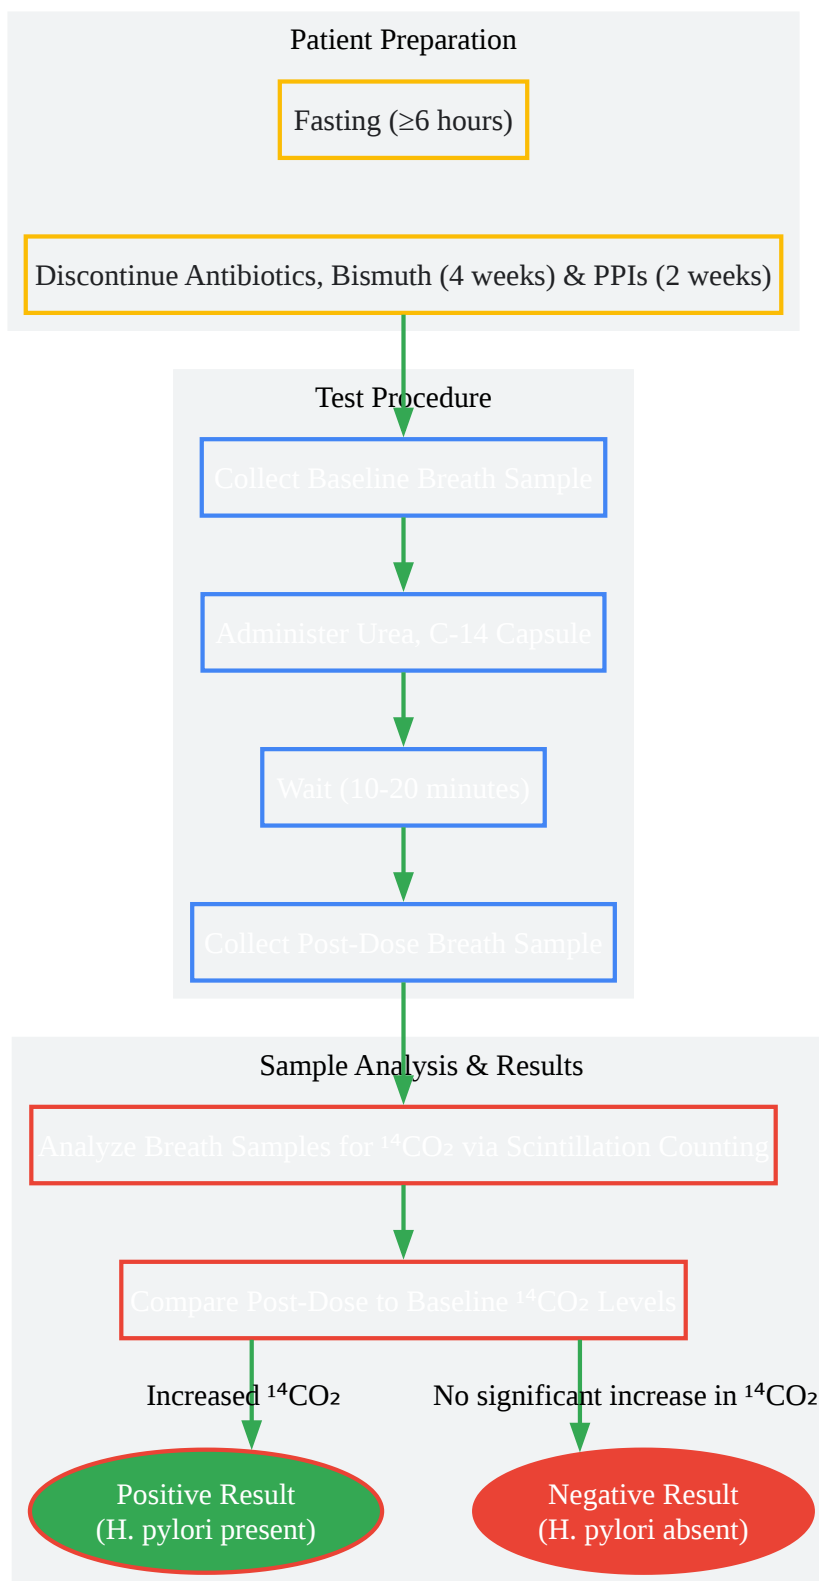 Patient Preparation
Fasting (≥6 hours)
Discontinue Antibiotics, Bismuth (4 weeks) & PPIs (2 weeks)
Test Procedure
Collect Baseline Breath Sample
Administer Urea, C-14 Capsule
Wait (10-20 minutes)
Collect Post-Dose Breath Sample
Sample Analysis & Results
Analyze Breath Samples for ¹⁴CO₂ via Scintillation Counting
Compare Post-Dose to Baseline ¹⁴CO₂ Levels
Increased ¹⁴CO₂
No significant increase in ¹⁴CO₂
Positive Result
(H. pylori present)
Negative Result
(H. pylori absent)